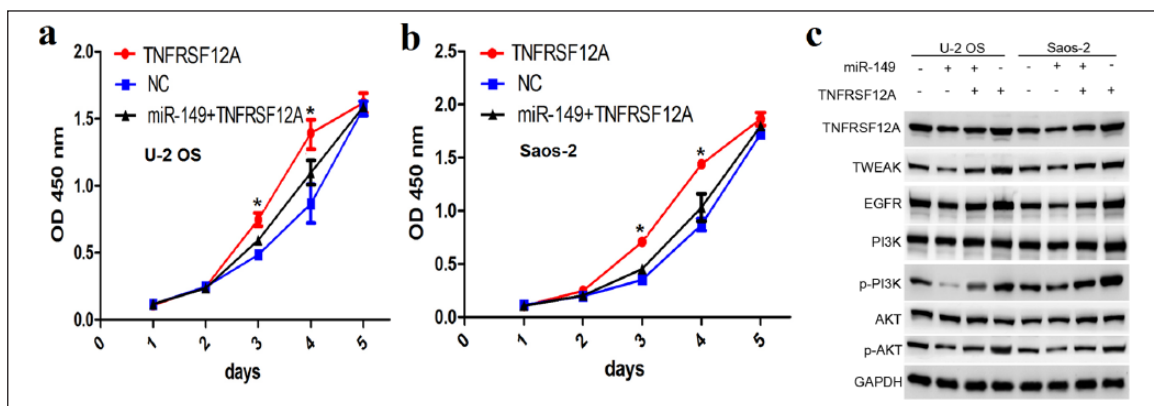 a
TNFRSF12A
NC
miR-149+TNFRSF12A
U-2 OS
*
*
OD 450 nm
2.0
1.5
1.0
0.5
0.0
0 1 2 3 4 5
days
b
TNFRSF12A
NC
miR-149+TNFRSF12A
Saos-2
*
*
OD 450 nm
2.5
2.0
1.5
1.0
0.5
0.0
0 1 2 3 4 5
days
c
U-2 OS Saos-2
miR-149 - + + - - + + -
TNFRSF12A - - + + - - + +
TNFRSF12A
TWEAK
EGFR
PI3K
p-PI3K
AKT
p-AKT
GAPDH